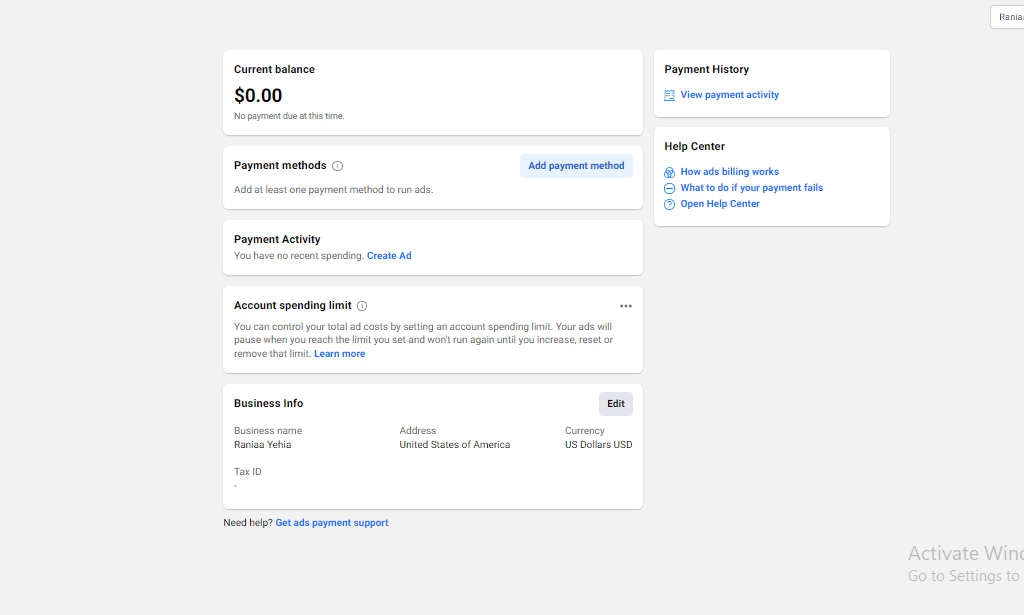 Rania
Current balance
$0.00
No payment due at this time.
Payment methods
Add payment method
Add at least one payment method to run ads.
Payment Activity
You have no recent spending. Create Ad
Account spending limit
You can control your total ad costs by setting an account spending limit. Your ads will
pause when you reach the limit you set and won't run again until you increase, reset or
remove that limit. Learn more
Business Info
Edit
Business name
Raniaa Yehia
Address
United States of America
Currency
US Dollars USD
Tax ID
-
Need help? Get ads payment support
Payment History
View payment activity
Help Center
How ads billing works
What to do if your payment fails
Open Help Center
Activate Win
Go to Settings to